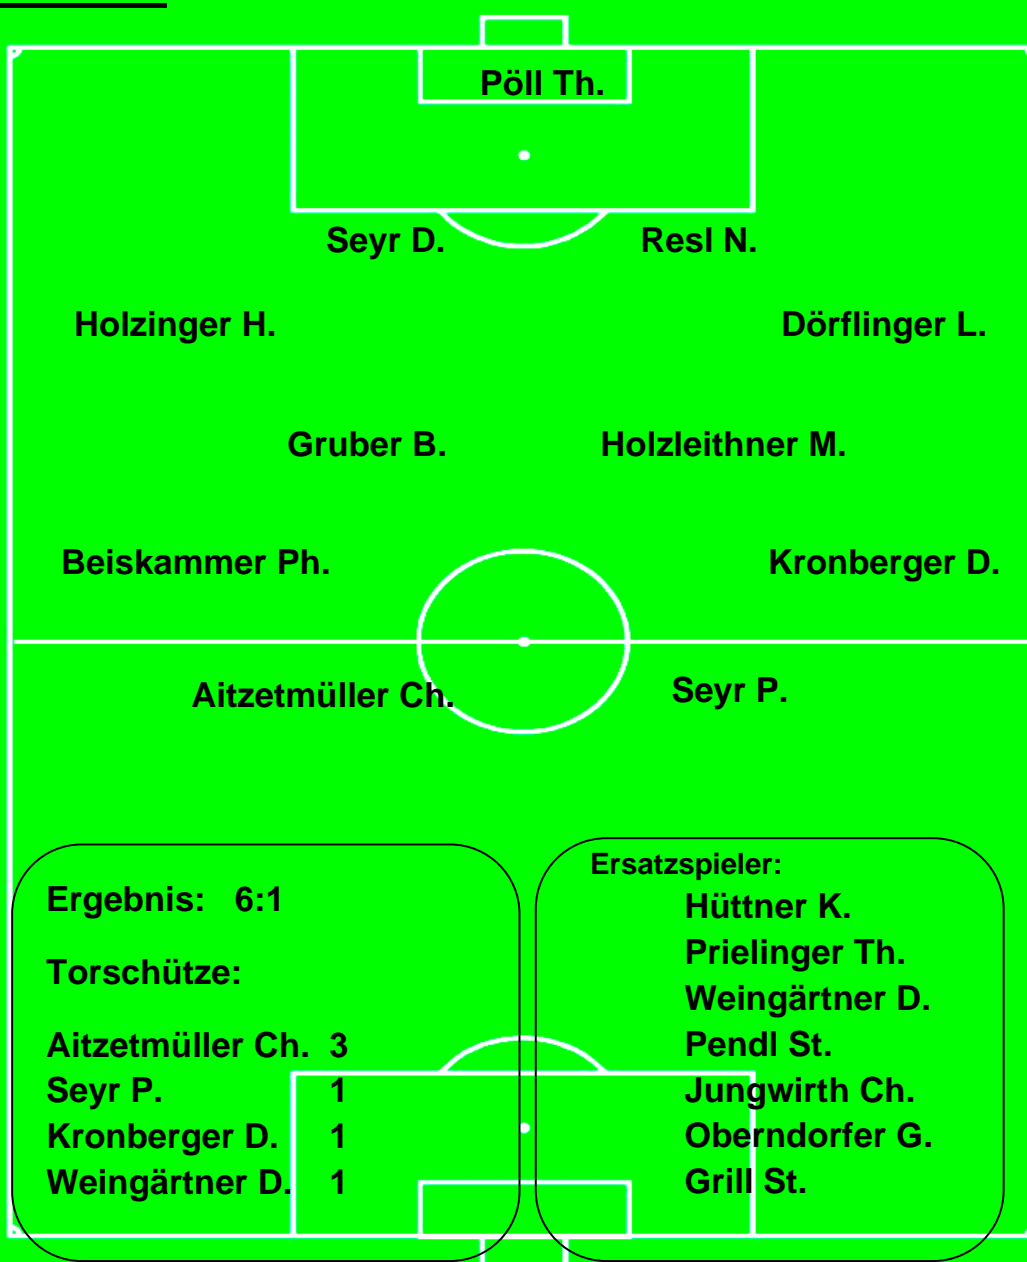 Pöll Th.
Seyr D. Resl N.
Holzinger H. Dörflinger L.
Gruber B. Holzleithner M.
Beiskammer Ph. Kronberger D.
Aitzetmüller Ch. Seyr P.
Ergebnis: 6:1
Torschütze:
Aitzetmüller Ch. 3
Seyr P. 1
Kronberger D. 1
Weingärtner D. 1
Ersatzspieler:
Hüttner K.
Prielinger Th.
Weingärtner D.
Pendl St.
Jungwirth Ch.
Oberndorfer G.
Grill St.